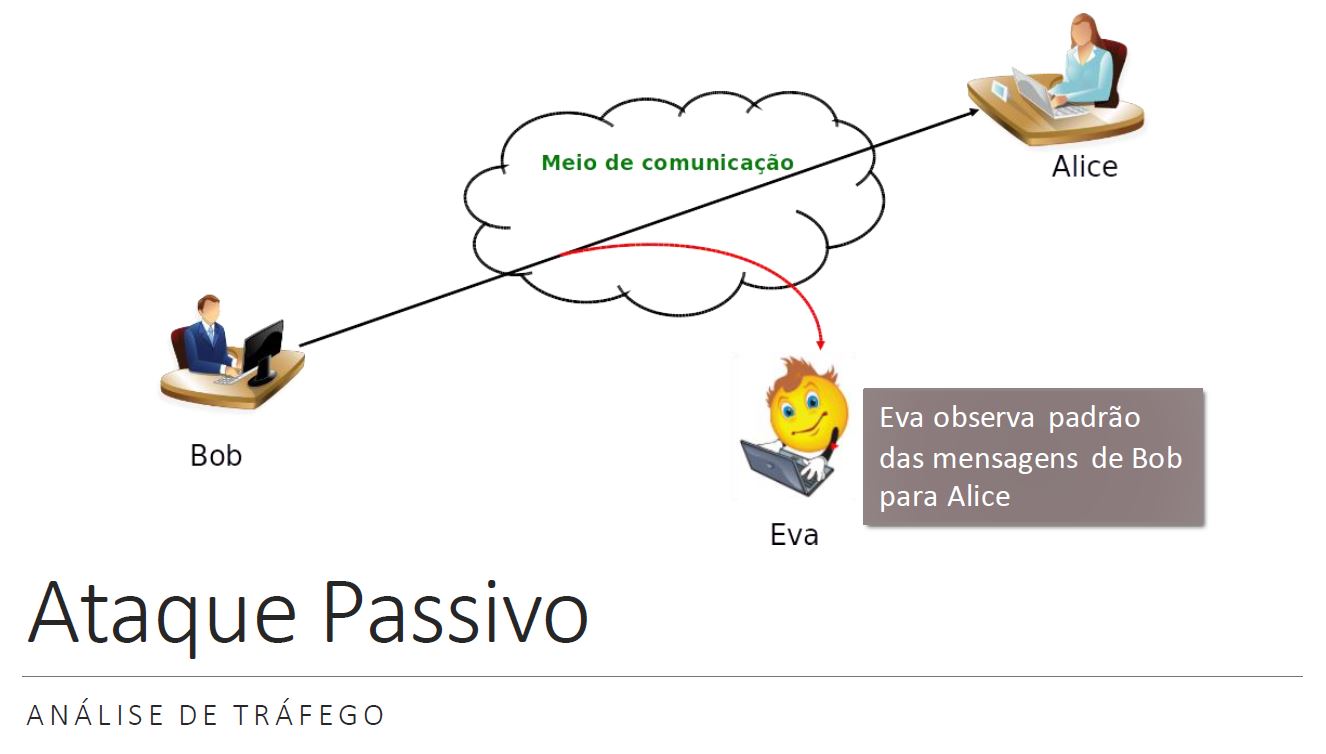 Meio de comunicação
Alice
Bob
Eva observa padrão
das mensagens de Bob
para Alice
Eva
Ataque Passivo
ANÁLISE DE TRÁFEGO